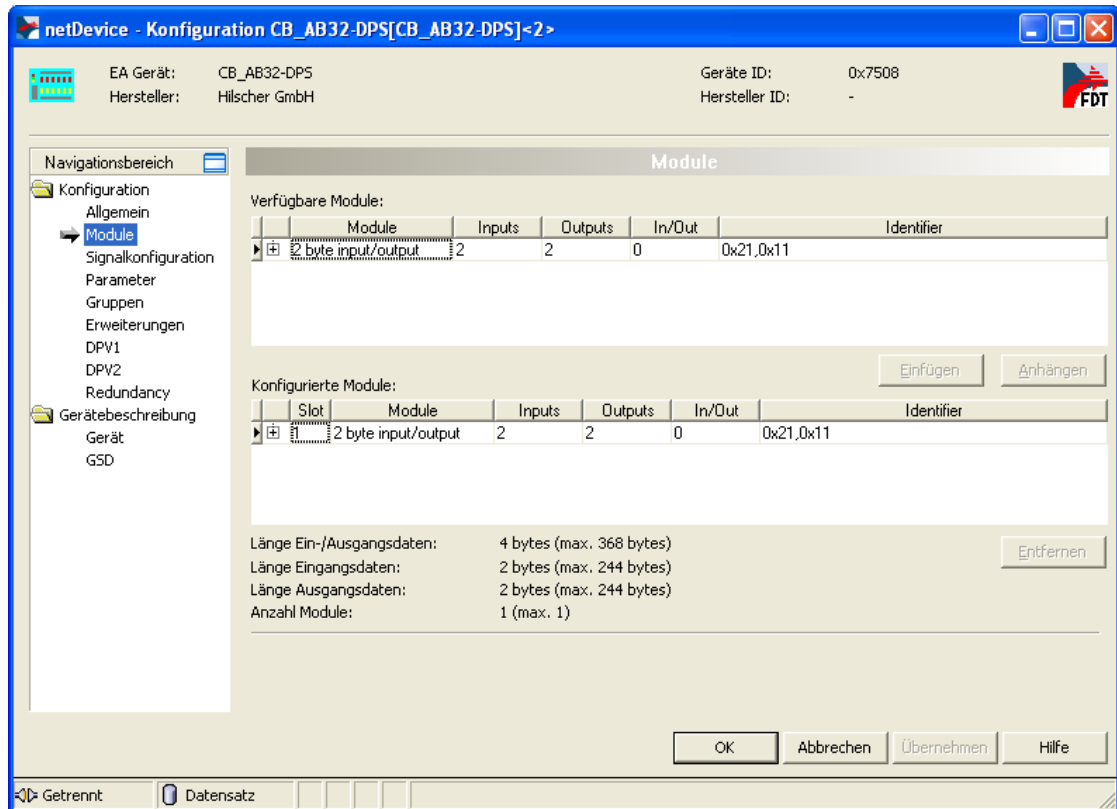 netDevice - Konfiguration CB_AB32-DPS[CB_AB32-DPS]<2>
EA Gerät: CB_AB32-DPS Geräte ID: 0x7508
Hersteller: Hilscher GmbH Hersteller ID: -
FDT
Navigationsbereich
Konfiguration
Allgemein
Module
Signalkonfiguration
Parameter
Gruppen
Erweiterungen
DPV1
DPV2
Redundancy
Gerätebeschreibung
Gerät
GSD
Module
Verfügbare Module:
Module Inputs Outputs In/Out Identifier
2 byte input/output 2 2 0 0x21,0x11
Einfügen Anhängen
Konfigurierte Module:
Slot Module Inputs Outputs In/Out Identifier
1 2 byte input/output 2 2 0 0x21,0x11
Länge Ein-/Ausgangsdaten: 4 bytes (max. 368 bytes)
Entfernen
Länge Eingangsdaten: 2 bytes (max. 244 bytes)
Länge Ausgangsdaten: 2 bytes (max. 244 bytes)
Anzahl Module: 1 (max. 1)
OK Abbrechen Übernehmen Hilfe
Getrennt Datensatz